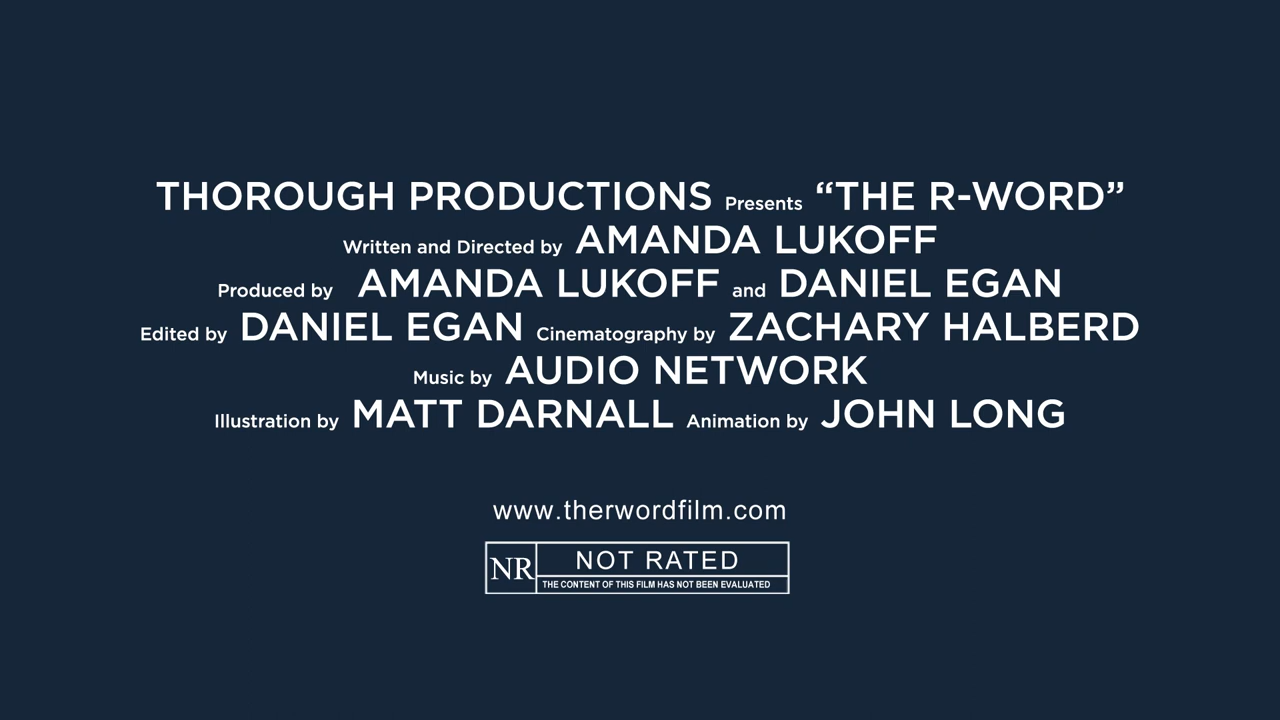 THOROUGH PRODUCTIONS Presents “THE R-WORD”
Written and Directed by AMANDA LUKOFF
Produced by AMANDA LUKOFF and DANIEL EGAN
Edited by DANIEL EGAN Cinematography by ZACHARY HALBERD
Music by AUDIO NETWORK
Illustration by MATT DARNALL Animation by JOHN LONG
www.therwordfilm.com
NR NOT RATED
THE CONTENT OF THIS FILM HAS NOT BEEN EVALUATED